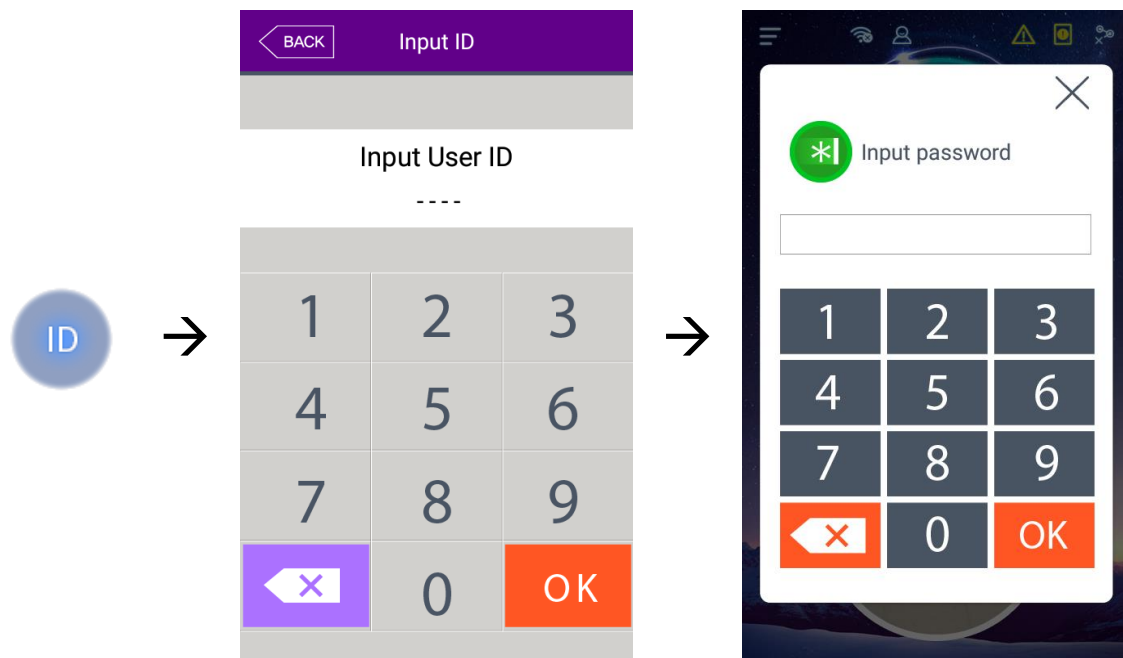 ID
BACK
Input ID
Input User ID
----
1 2 3
4 5 6
7 8 9
0 OK
Input password
1 2 3
4 5 6
7 8 9
0 OK